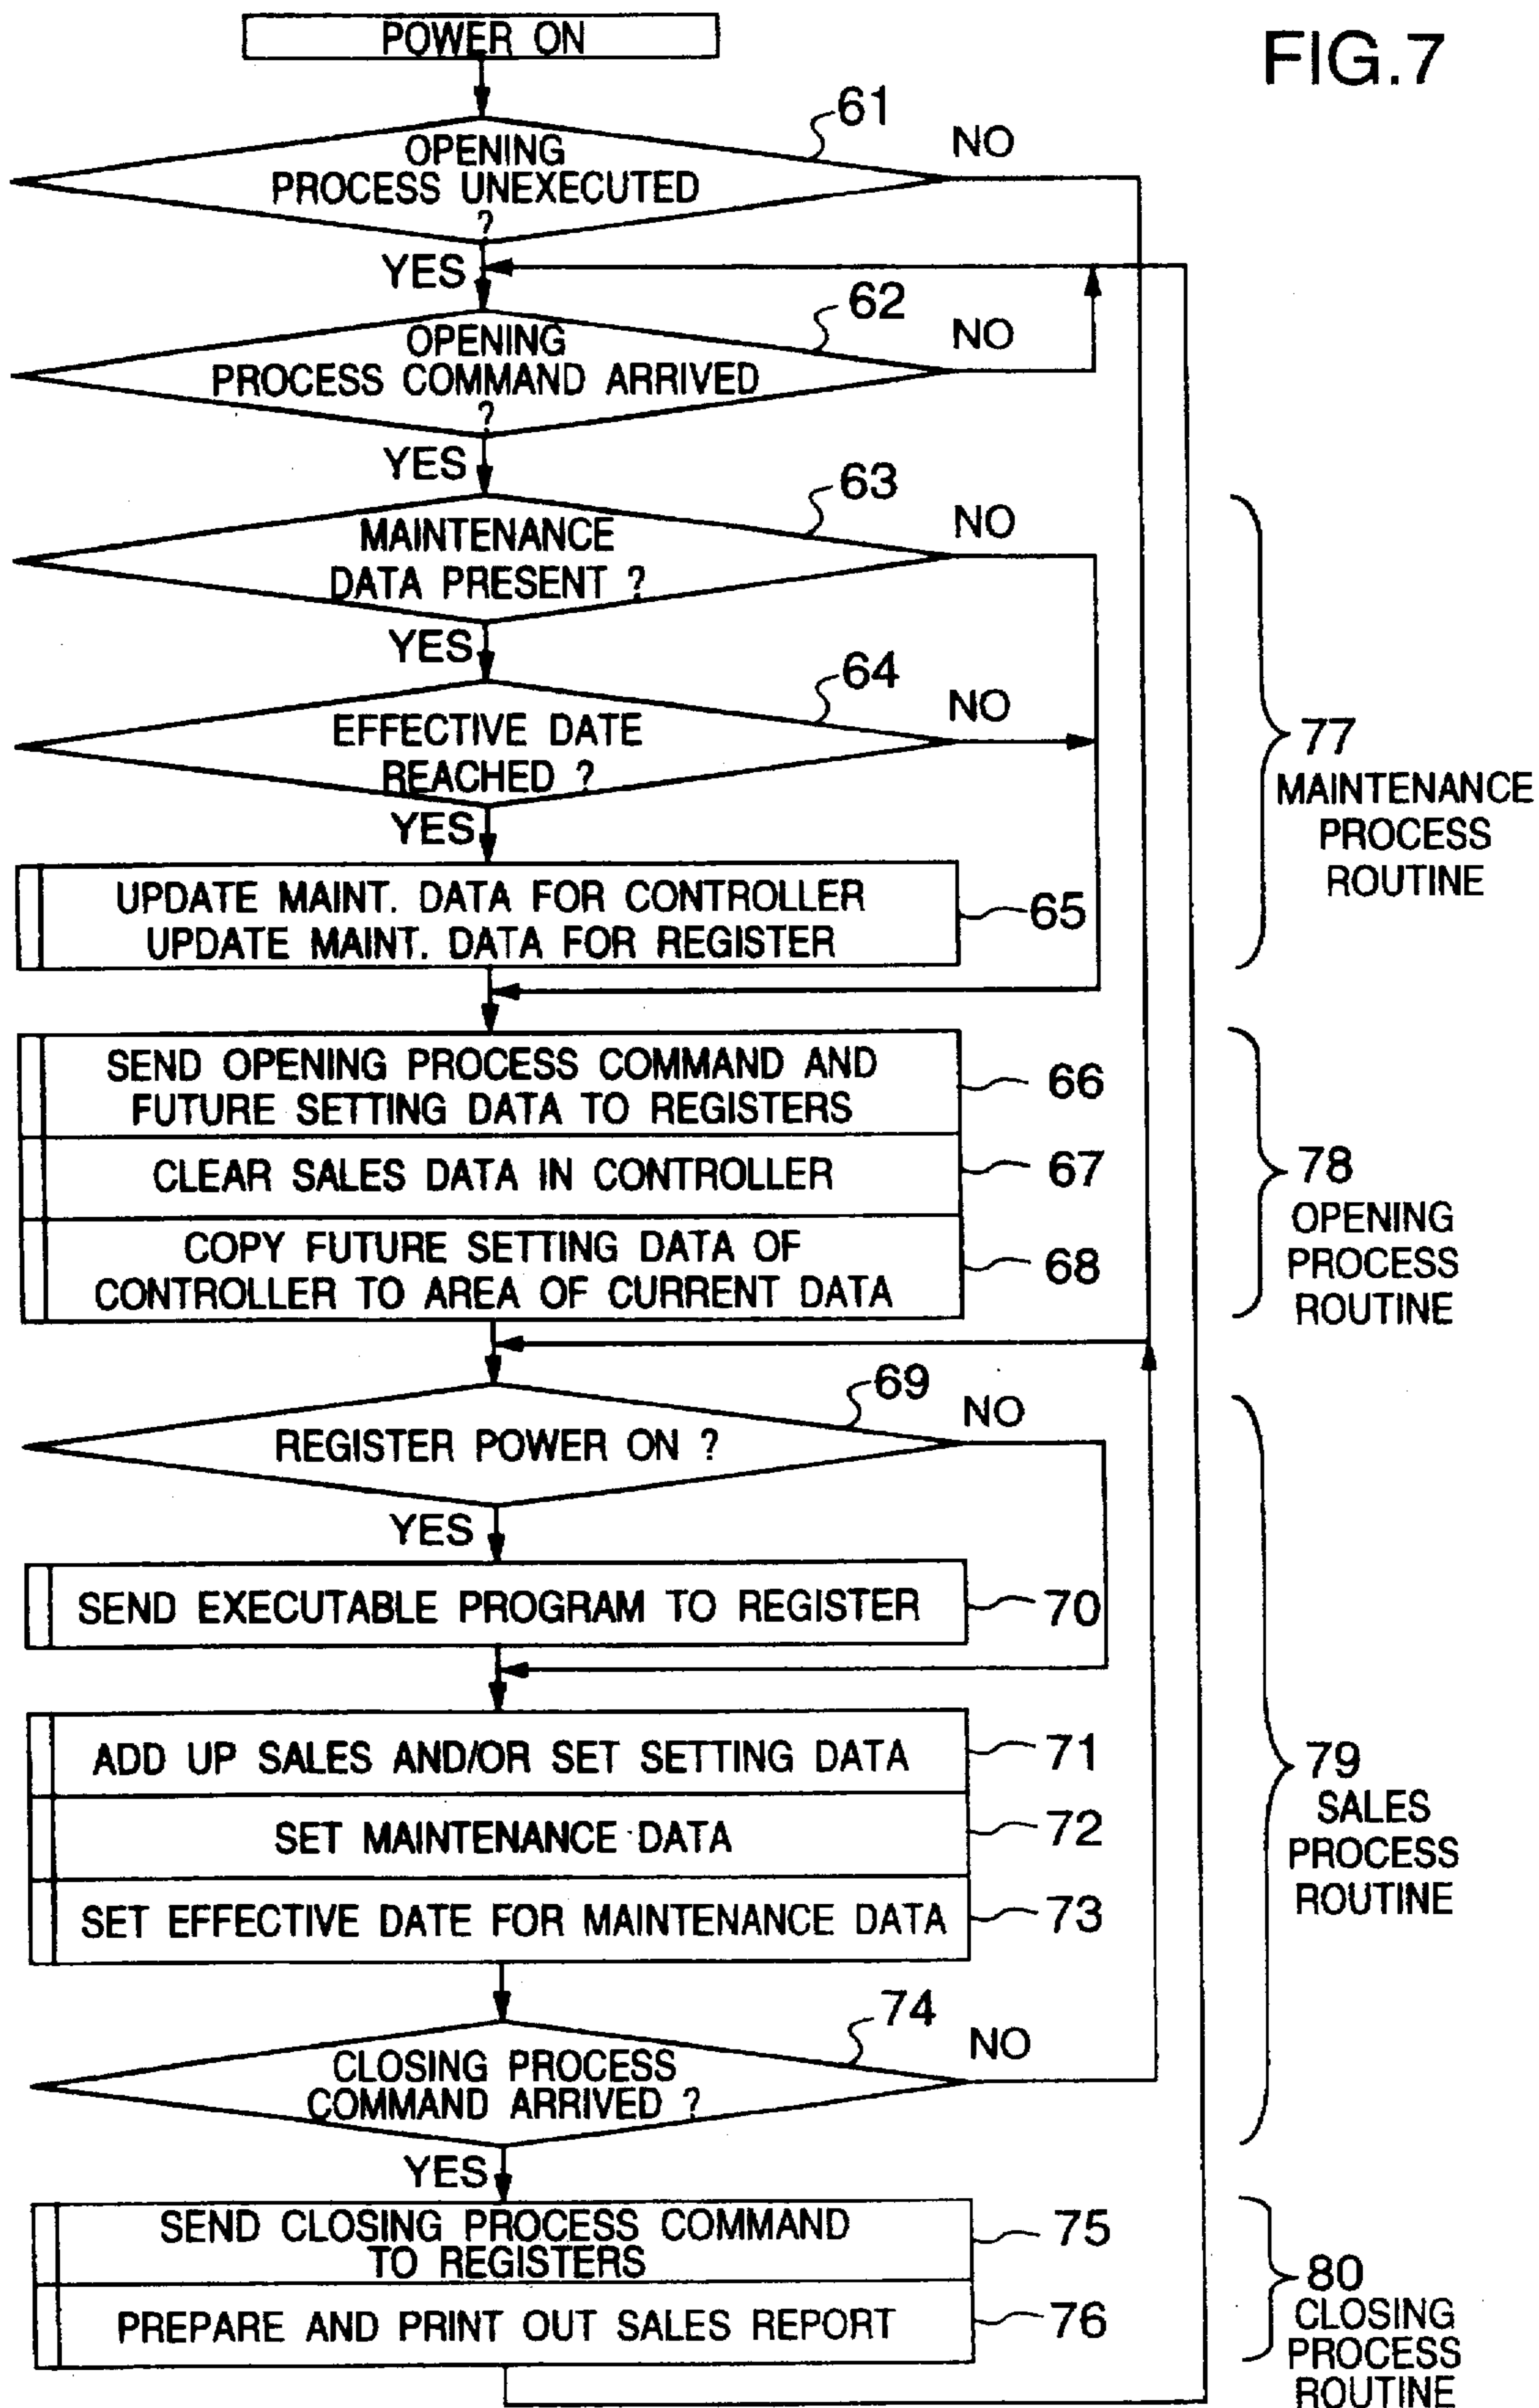 FIG.7
POWER ON
61
OPENING
PROCESS UNEXECUTED
?
NO
YES
62
OPENING
PROCESS COMMAND ARRIVED
?
NO
YES
63
MAINTENANCE
DATA PRESENT ?
NO
YES
64
EFFECTIVE DATE
REACHED ?
NO
YES
UPDATE MAINT. DATA FOR CONTROLLER
UPDATE MAINT. DATA FOR REGISTER
65
77
MAINTENANCE
PROCESS
ROUTINE
SEND OPENING PROCESS COMMAND AND
FUTURE SETTING DATA TO REGISTERS
66
CLEAR SALES DATA IN CONTROLLER
67
COPY FUTURE SETTING DATA OF
CONTROLLER TO AREA OF CURRENT DATA
68
78
OPENING
PROCESS
ROUTINE
69
REGISTER POWER ON ?
NO
YES
SEND EXECUTABLE PROGRAM TO REGISTER
70
ADD UP SALES AND/OR SET SETTING DATA
71
SET MAINTENANCE DATA
72
SET EFFECTIVE DATE FOR MAINTENANCE DATA
73
79
SALES
PROCESS
ROUTINE
74
CLOSING PROCESS
COMMAND ARRIVED ?
NO
YES
SEND CLOSING PROCESS COMMAND
TO REGISTERS
75
PREPARE AND PRINT OUT SALES REPORT
76
80
CLOSING
PROCESS
ROUTINE